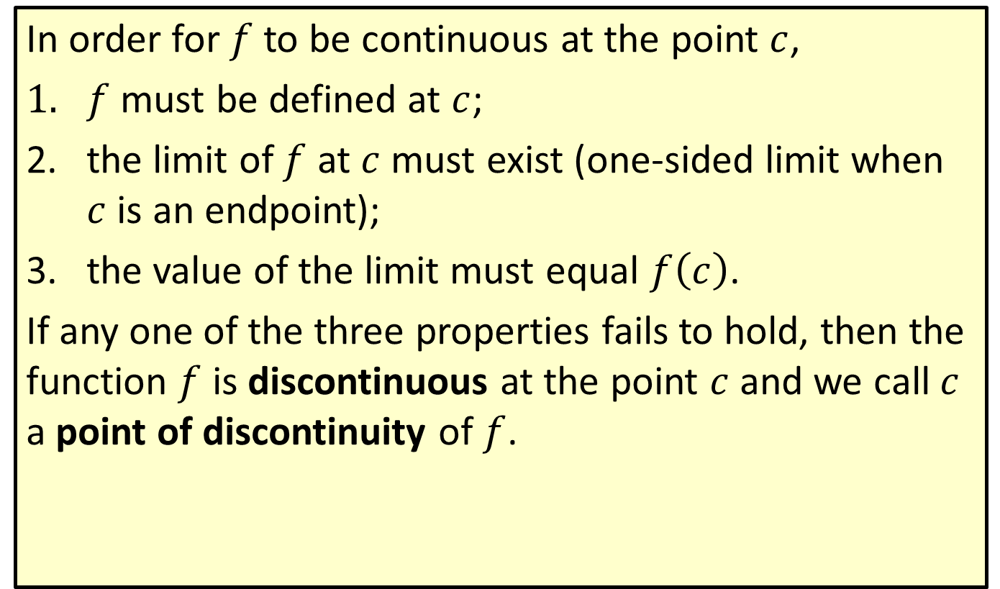 In order for f to be continuous at the point c,
1. f must be defined at c;
2. the limit of f at c must exist (one-sided limit when
c is an endpoint);
3. the value of the limit must equal f(c).
If any one of the three properties fails to hold, then the
function f is discontinuous at the point c and we call c
a point of discontinuity of f.